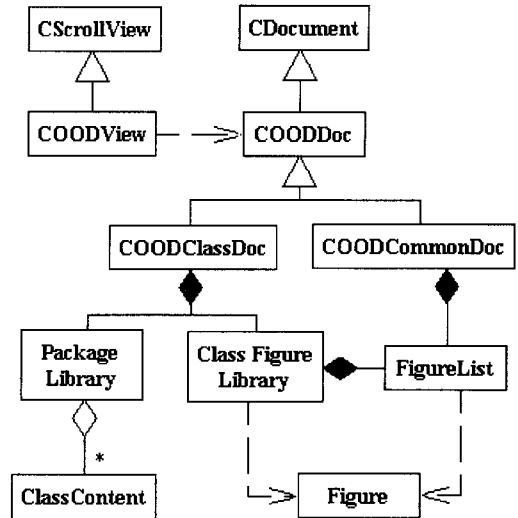 CScrollView
CDocument
COODView
COODDoc
COODClassDoc
COODCommonDoc
Package
Library
Class Figure
Library
FigureList
*
ClassContent
Figure